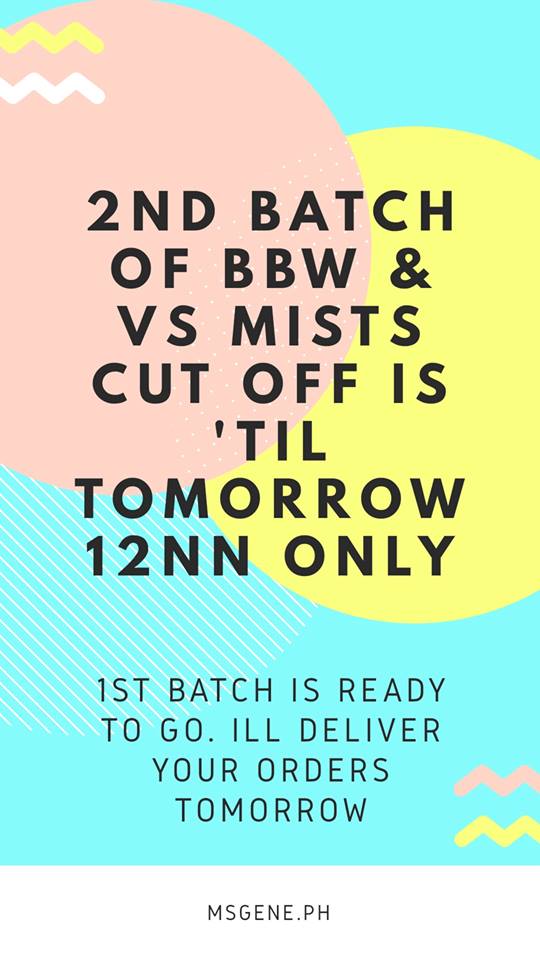 2ND BATCH
OF BBW &
VS MISTS
CUT OFF IS
'TIL
TOMORROW
12NN ONLY
1ST BATCH IS READY
TO GO. ILL DELIVER
YOUR ORDERS
TOMORROW
MSGENE.PH